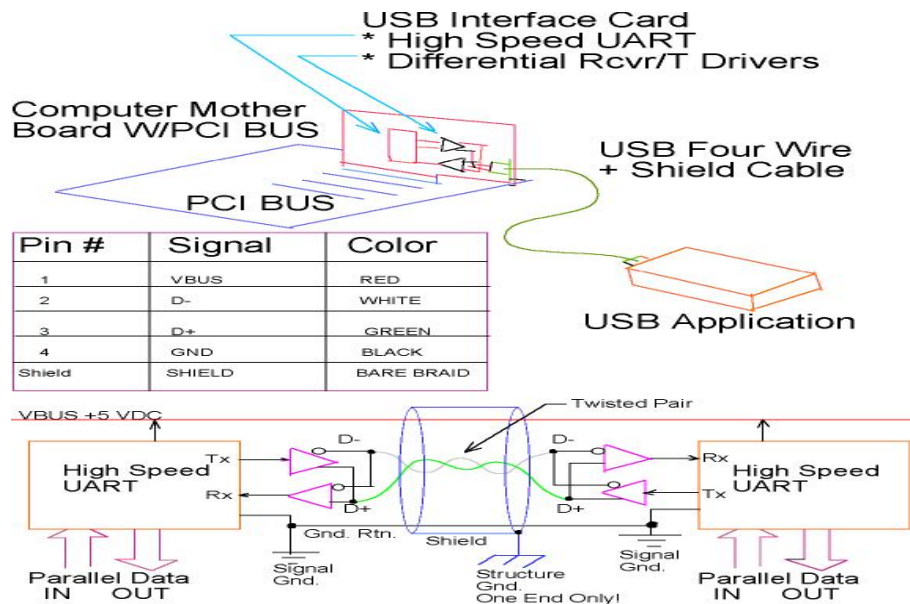 USB Interface Card
* High Speed UART
* Differential Rcvr/T Drivers
Computer Mother
Board W/PCI BUS
USB Four Wire
+ Shield Cable
PCI BUS
USB Application
Pin # Signal Color
1 VBUS RED
2 D- WHITE
3 D+ GREEN
4 GND BLACK
Shield SHIELD BARE BRAID
Twisted Pair
VBUS +5 VDC
D- D-
High Speed
UART
Tx
Rx
Rx
Tx
High Speed
UART
D+ D+
Gnd. Rtn.
Shield
Signal
Gnd.
Structure
Gnd.
One End Only!
Signal
Gnd.
Parallel Data
IN OUT
Parallel Data
IN OUT